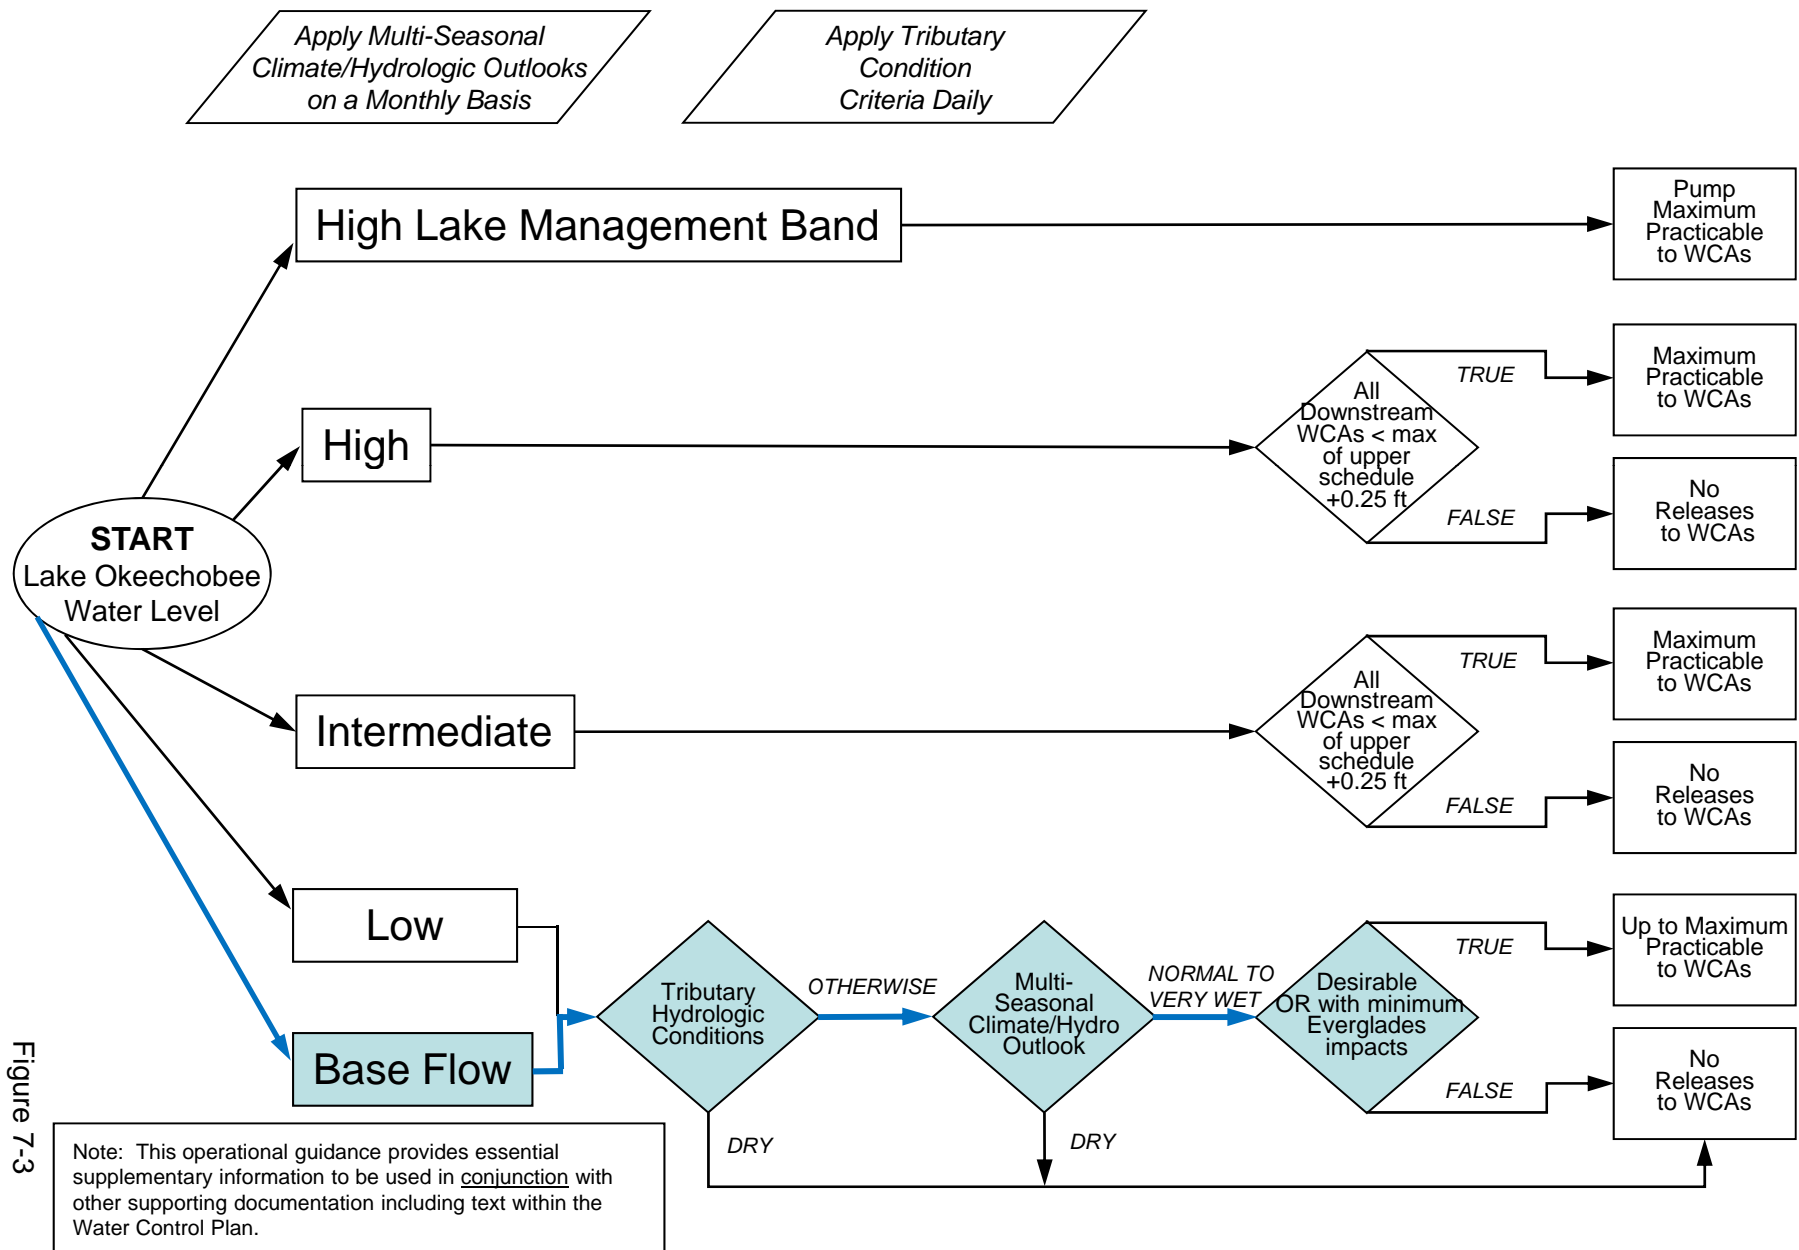 Apply Multi-Seasonal
Climate/Hydrologic Outlooks
on a Monthly Basis
Apply Tributary
Condition
Criteria Daily
High Lake Management Band
Pump
Maximum
Practicable
to WCAs
High
All
Downstream
WCAs < max
of upper
schedule
+0.25 ft
TRUE
Maximum
Practicable
to WCAs
FALSE
No
Releases
to WCAs
START
Lake Okeechobee
Water Level
Intermediate
All
Downstream
WCAs < max
of upper
schedule
+0.25 ft
TRUE
Maximum
Practicable
to WCAs
FALSE
No
Releases
to WCAs
Low
Base Flow
Tributary
Hydrologic
Conditions
OTHERWISE
Multi-
Seasonal
Climate/Hydro
Outlook
NORMAL TO
VERY WET
Desirable
OR with minimum
Everglades
impacts
TRUE
Up to Maximum
Practicable
to WCAs
FALSE
No
Releases
to WCAs
DRY
DRY
Figure 7-3
Note: This operational guidance provides essential
supplementary information to be used in conjunction with
other supporting documentation including text within the
Water Control Plan.